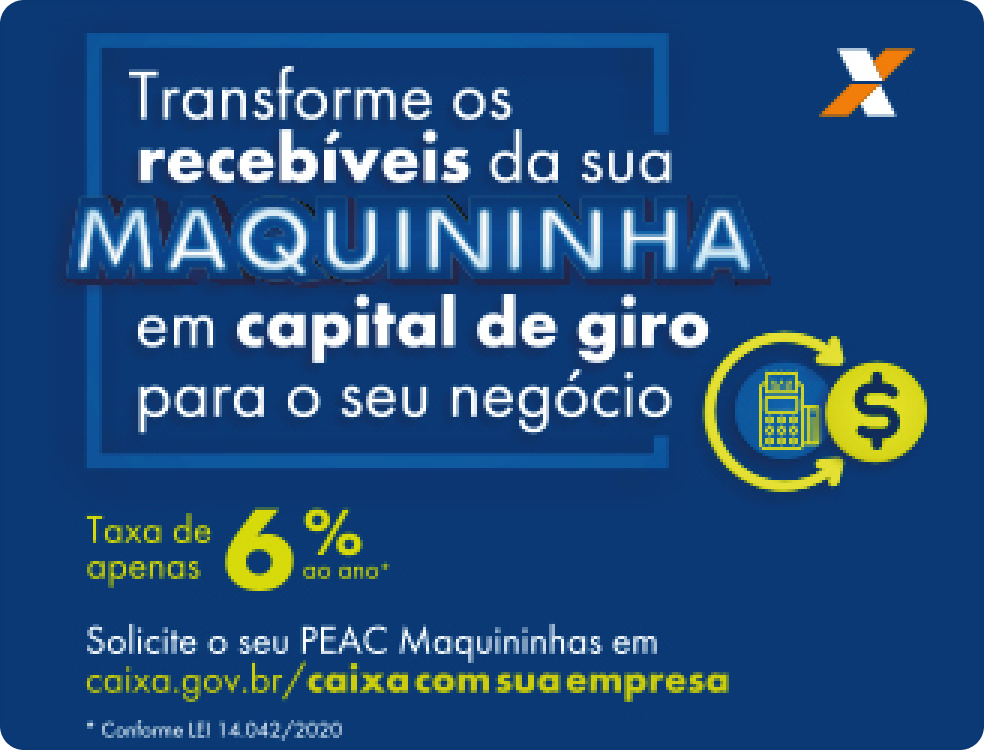 Transforme os
recebíveis da sua
MAQUININHA
em capital de giro
para o seu negócio
Taxa de
apenas 6%
ao ano*
Solicite o seu PEAC Maquininhas em
caixa.gov.br/caixacomsuaempresa
* Conforme LEI 14.042/2020